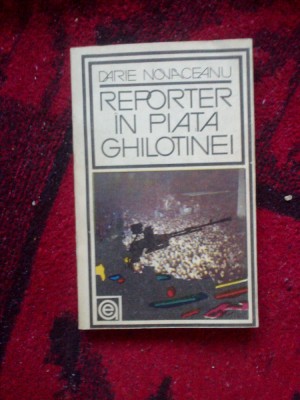 DARIE NOVACEANU
REPORTER
IN PIATA
GHILOTINEI
e